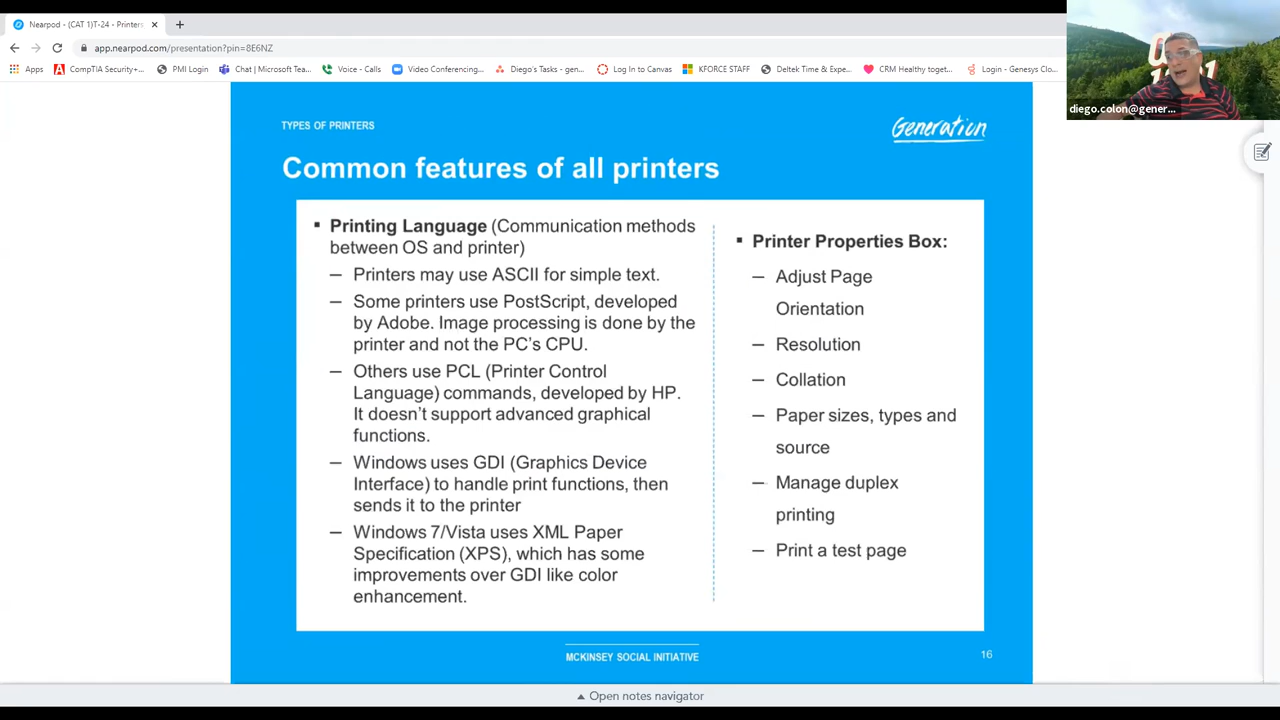 Nearpod - (CAT 1)T-24 - Printers
app.nearpod.com/presentation?pin=8E6NZ
Apps
CompTIA Security+...
PMI Login
Chat | Microsoft Tea...
Voice - Calls
Video Conferencing...
Diego's Tasks - gen...
Log In to Canvas
KFORCE STAFF
Deltek Time & Expe...
CRM Healthy toget...
Login - Genesys Clo...
diego.colon@gener...
TYPES OF PRINTERS
Generation
Common features of all printers
▪ Printing Language (Communication methods
between OS and printer)
– Printers may use ASCII for simple text.
– Some printers use PostScript, developed
by Adobe. Image processing is done by the
printer and not the PC's CPU.
– Others use PCL (Printer Control
Language) commands, developed by HP.
It doesn't support advanced graphical
functions.
– Windows uses GDI (Graphics Device
Interface) to handle print functions, then
sends it to the printer
– Windows 7/Vista uses XML Paper
Specification (XPS), which has some
improvements over GDI like color
enhancement.
▪ Printer Properties Box:
– Adjust Page
Orientation
– Resolution
– Collation
– Paper sizes, types and
source
– Manage duplex
printing
– Print a test page
MCKINSEY SOCIAL INITIATIVE
16
Open notes navigator